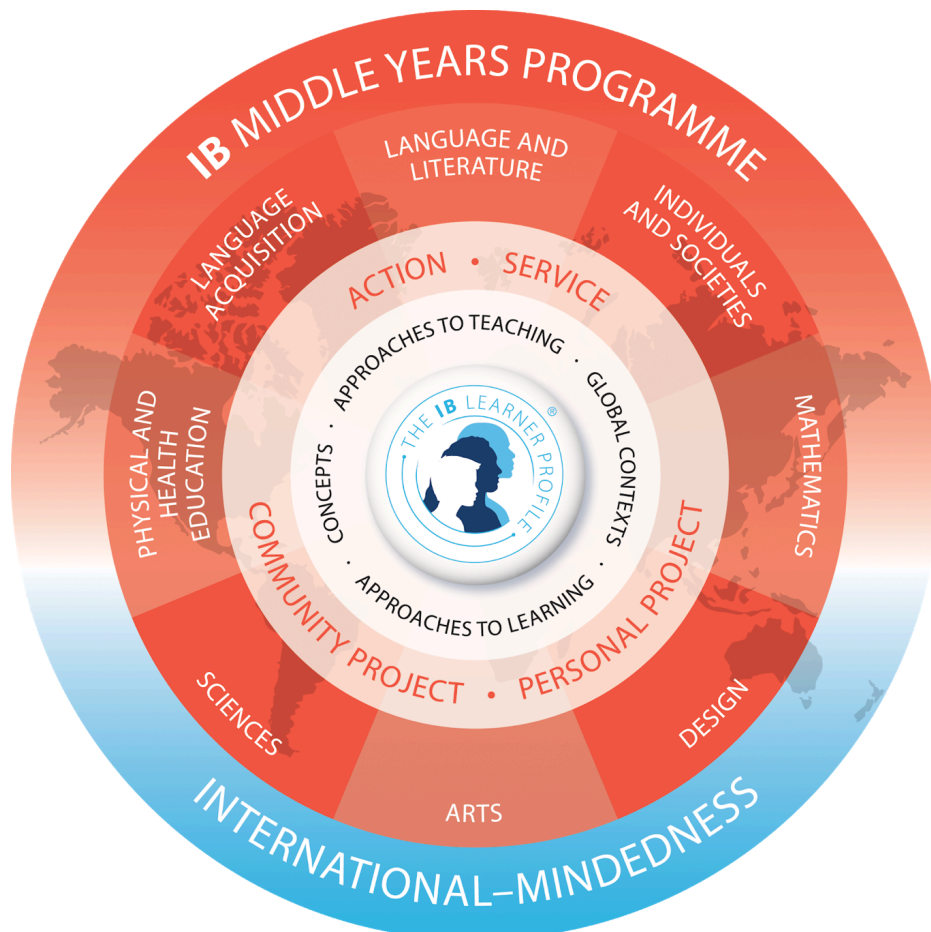 IB MIDDLE YEARS PROGRAMME
LANGUAGE AND
LITERATURE
INDIVIDUALS
AND SOCIETIES
MATHEMATICS
DESIGN
ARTS
SCIENCES
PHYSICAL AND
HEALTH
EDUCATION
LANGUAGE
ACQUISITION
ACTION • SERVICE
PERSONAL PROJECT
•
COMMUNITY PROJECT
APPROACHES TO TEACHING ·
GLOBAL CONTEXTS ·
APPROACHES TO LEARNING ·
CONCEPTS ·
THE IB LEARNER PROFILE ®
INTERNATIONAL–MINDEDNESS